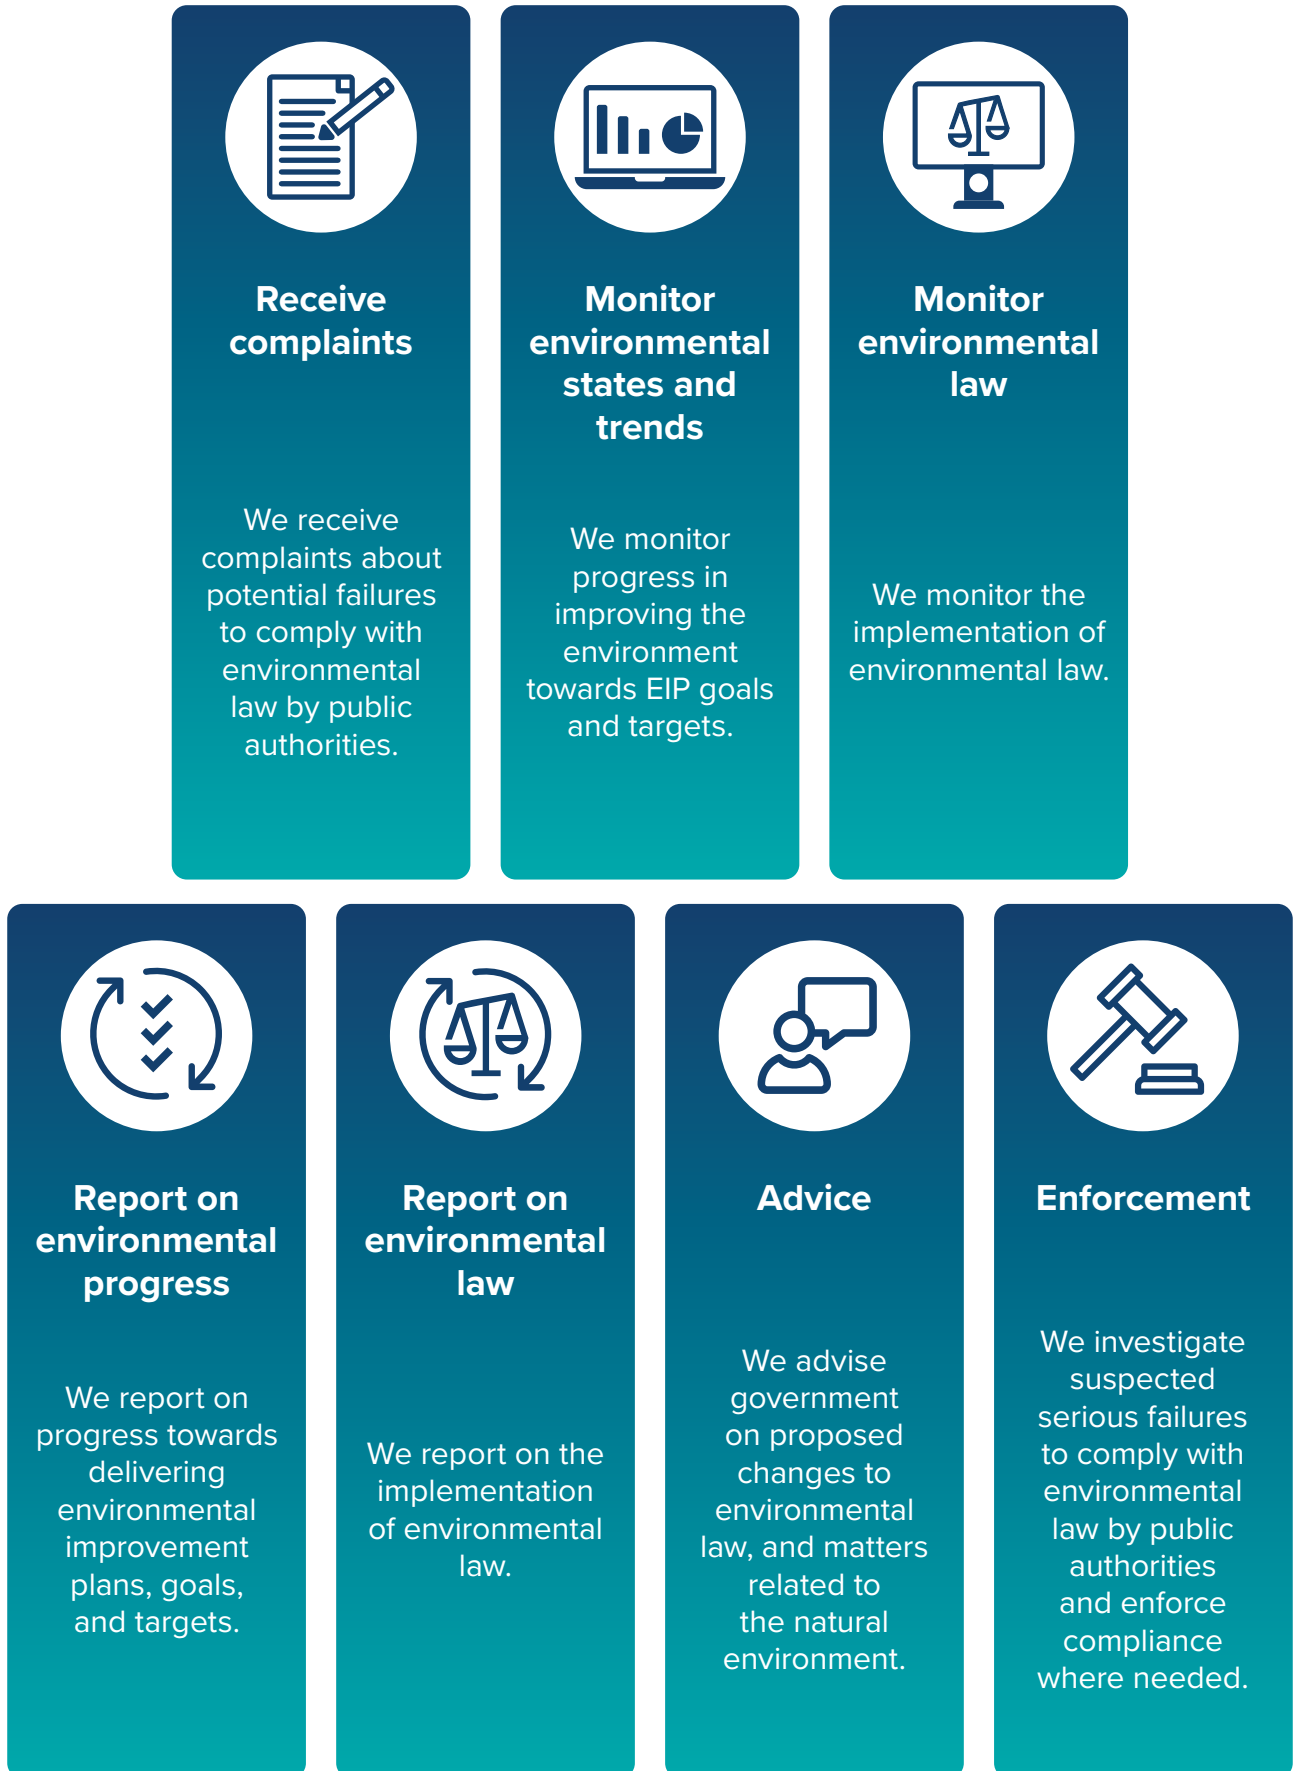 Receive
complaints
We receive
complaints about
potential failures
to comply with
environmental
law by public
authorities.
Monitor
environmental
states and
trends
We monitor
progress in
improving the
environment
towards EIP goals
and targets.
Monitor
environmental
law
We monitor the
implementation of
environmental law.
Report on
environmental
progress
We report on
progress towards
delivering
environmental
improvement
plans, goals,
and targets.
Report on
environmental
law
We report on the
implementation
of environmental
law.
Advice
We advise
government
on proposed
changes to
environmental
law, and matters
related to
the natural
environment.
Enforcement
We investigate
suspected
serious failures
to comply with
environmental
law by public
authorities
and enforce
compliance
where needed.